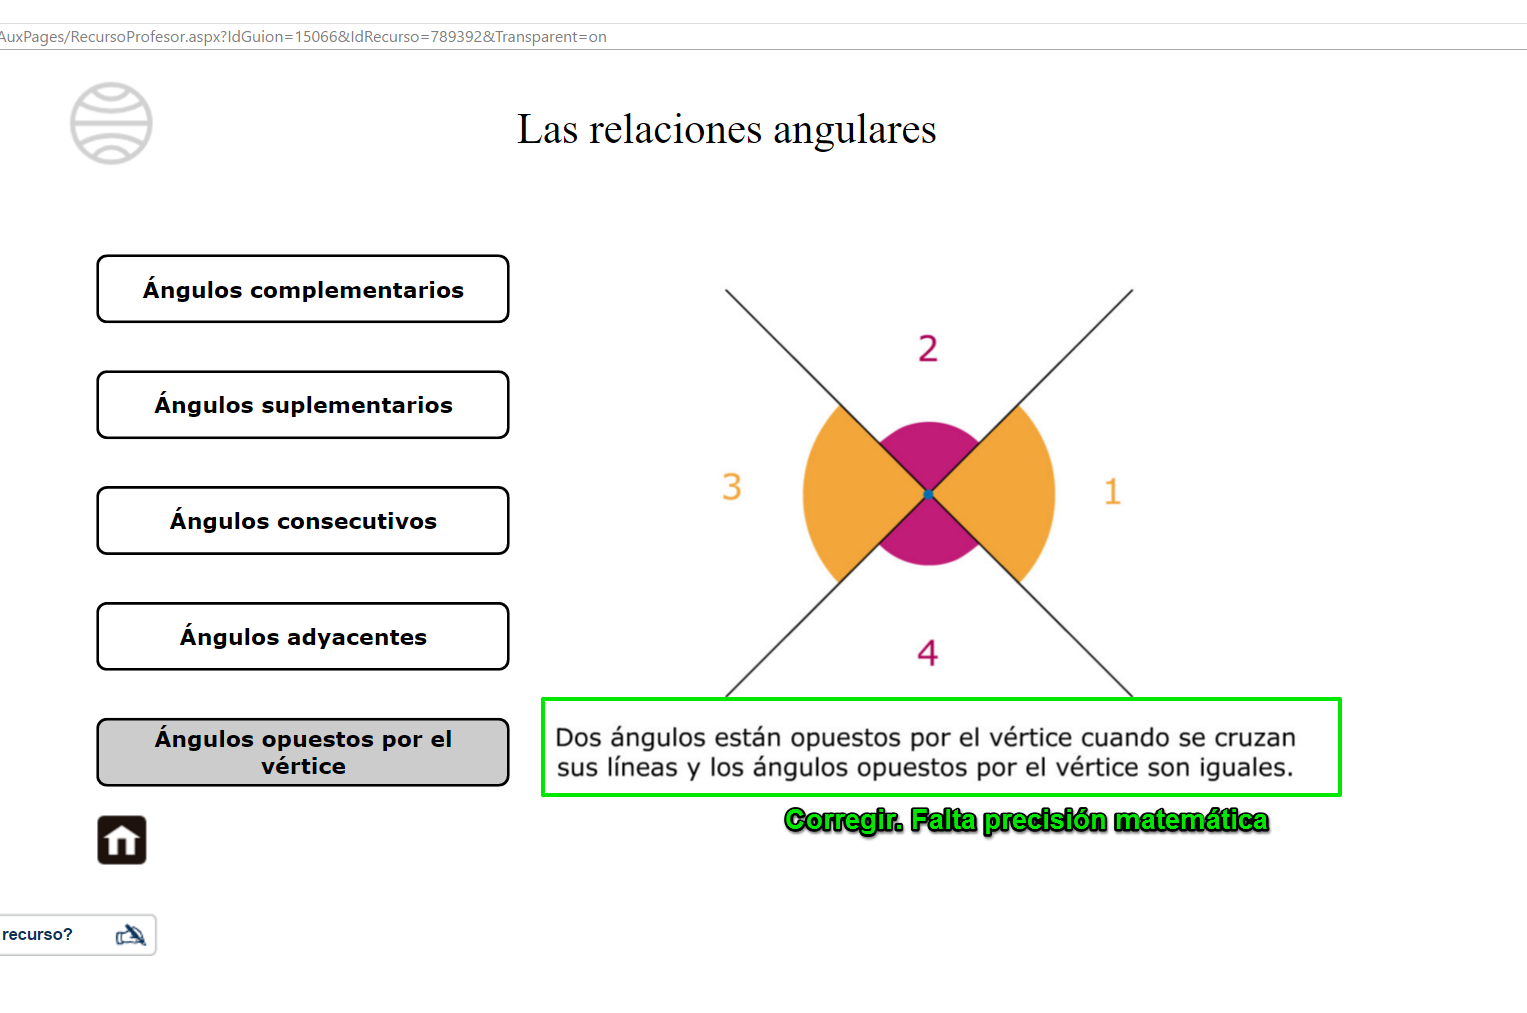 AuxPages/RecursoProfesor.aspx?IdGuion=15066&IdRecurso=789392&Transparent=on
Las relaciones angulares
Ángulos complementarios
Ángulos suplementarios
Ángulos consecutivos
Ángulos adyacentes
Ángulos opuestos por el
vértice
2
3
1
4
Dos ángulos están opuestos por el vértice cuando se cruzan
sus líneas y los ángulos opuestos por el vértice son iguales.
Corregir. Falta precisión matemática
recurso?